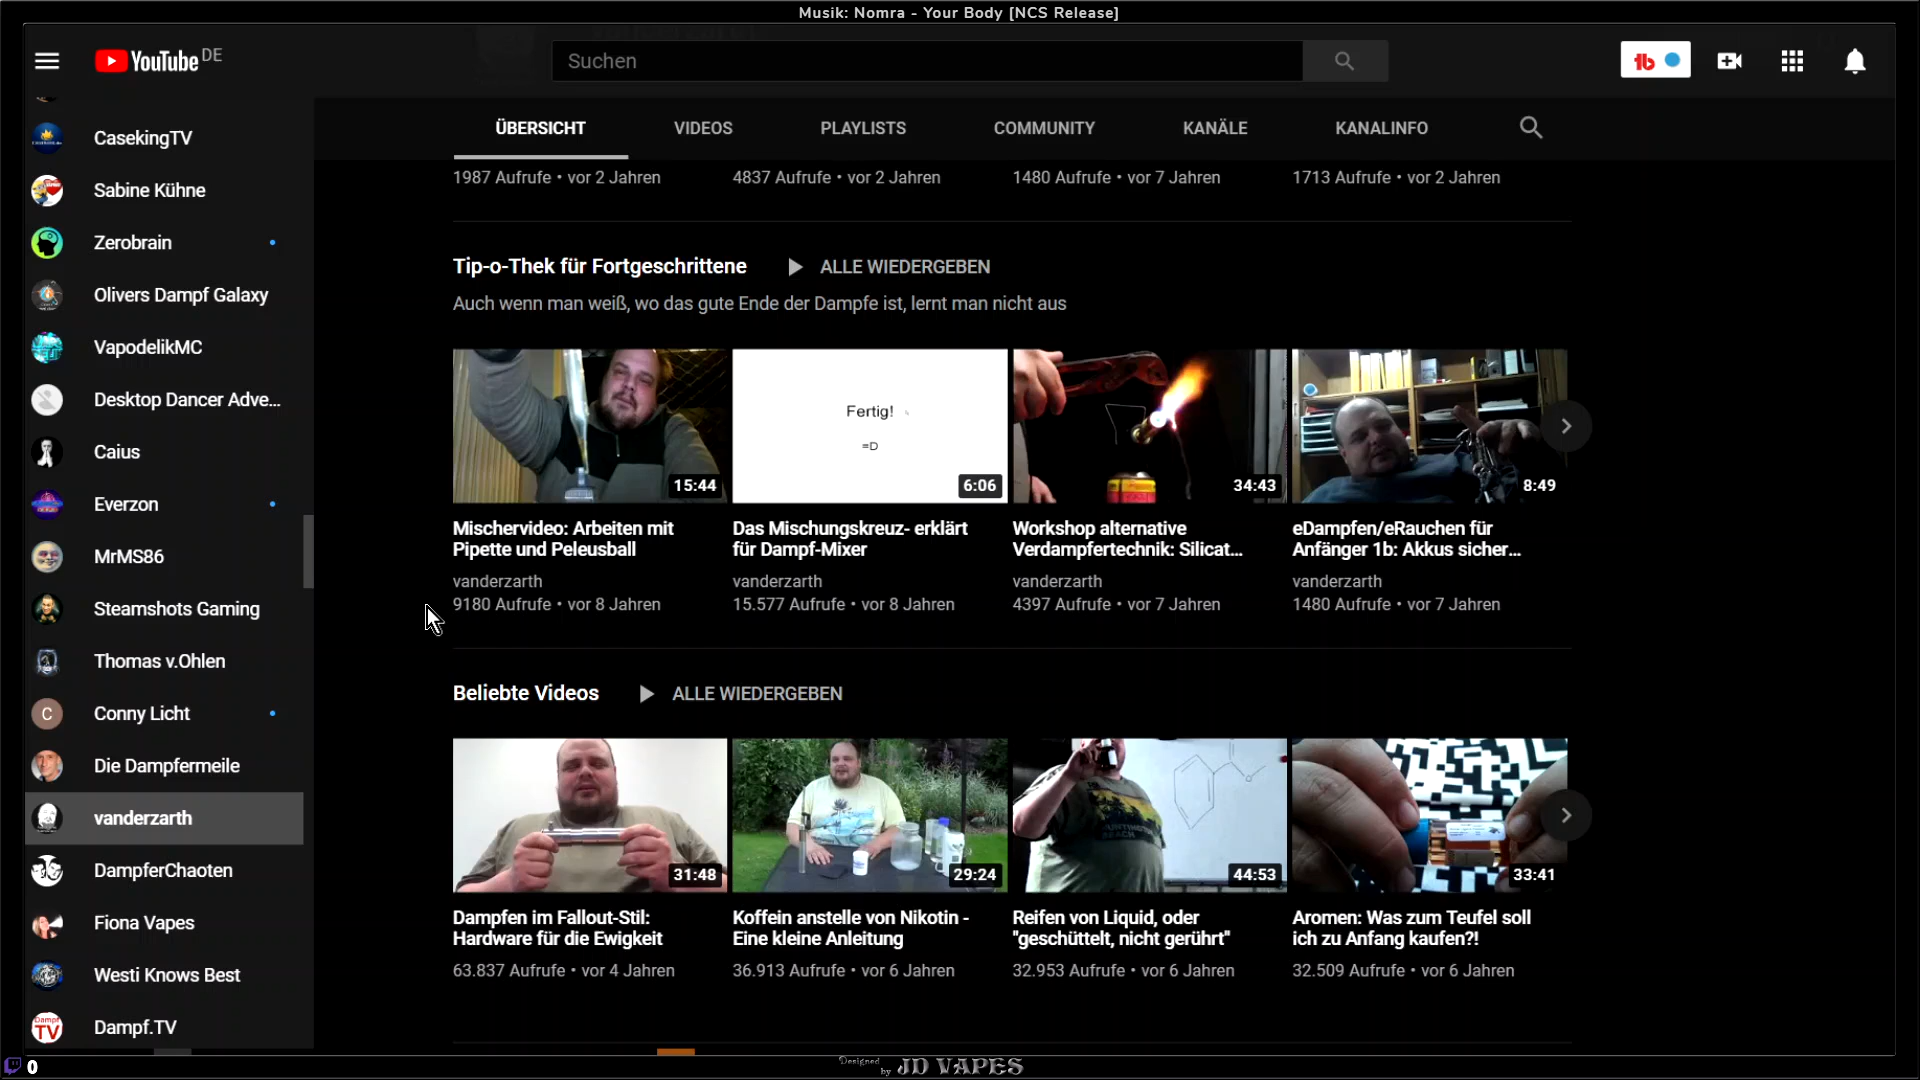 Musik: Nomra - Your Body [NCS Release]
YouTube DE
Suchen
CasekingTV
Sabine Kühne
Zerobrain
Olivers Dampf Galaxy
VapodelikMC
Desktop Dancer Adve...
Caius
Everzon
MrMS86
Steamshots Gaming
Thomas v.Ohlen
C
Conny Licht
Die Dampfermeile
vanderzarth
DampferChaoten
Fiona Vapes
Westi Knows Best
Dampf TV
Dampf.TV
ÜBERSICHT VIDEOS PLAYLISTS COMMUNITY KANÄLE KANALINFO
1987 Aufrufe • vor 2 Jahren 4837 Aufrufe • vor 2 Jahren 1480 Aufrufe • vor 7 Jahren 1713 Aufrufe • vor 2 Jahren
Tip-o-Thek für Fortgeschrittene ALLE WIEDERGEBEN
Auch wenn man weiß, wo das gute Ende der Dampfe ist, lernt man nicht aus
15:44
Mischervideo: Arbeiten mit
Pipette und Peleusball
vanderzarth
9180 Aufrufe • vor 8 Jahren
Fertig!
=D
6:06
Das Mischungskreuz- erklärt
für Dampf-Mixer
vanderzarth
15.577 Aufrufe • vor 8 Jahren
34:43
Workshop alternative
Verdampfertechnik: Silicat...
vanderzarth
4397 Aufrufe • vor 7 Jahren
8:49
eDampfen/eRauchen für
Anfänger 1b: Akkus sicher...
vanderzarth
1480 Aufrufe • vor 7 Jahren
Beliebte Videos ALLE WIEDERGEBEN
31:48
Dampfen im Fallout-Stil:
Hardware für die Ewigkeit
63.837 Aufrufe • vor 4 Jahren
29:24
Koffein anstelle von Nikotin -
Eine kleine Anleitung
36.913 Aufrufe • vor 6 Jahren
44:53
Reifen von Liquid, oder
"geschüttelt, nicht gerührt"
32.953 Aufrufe • vor 6 Jahren
33:41
Aromen: Was zum Teufel soll
ich zu Anfang kaufen?!
32.509 Aufrufe • vor 6 Jahren
0
Designed by JD VAPES